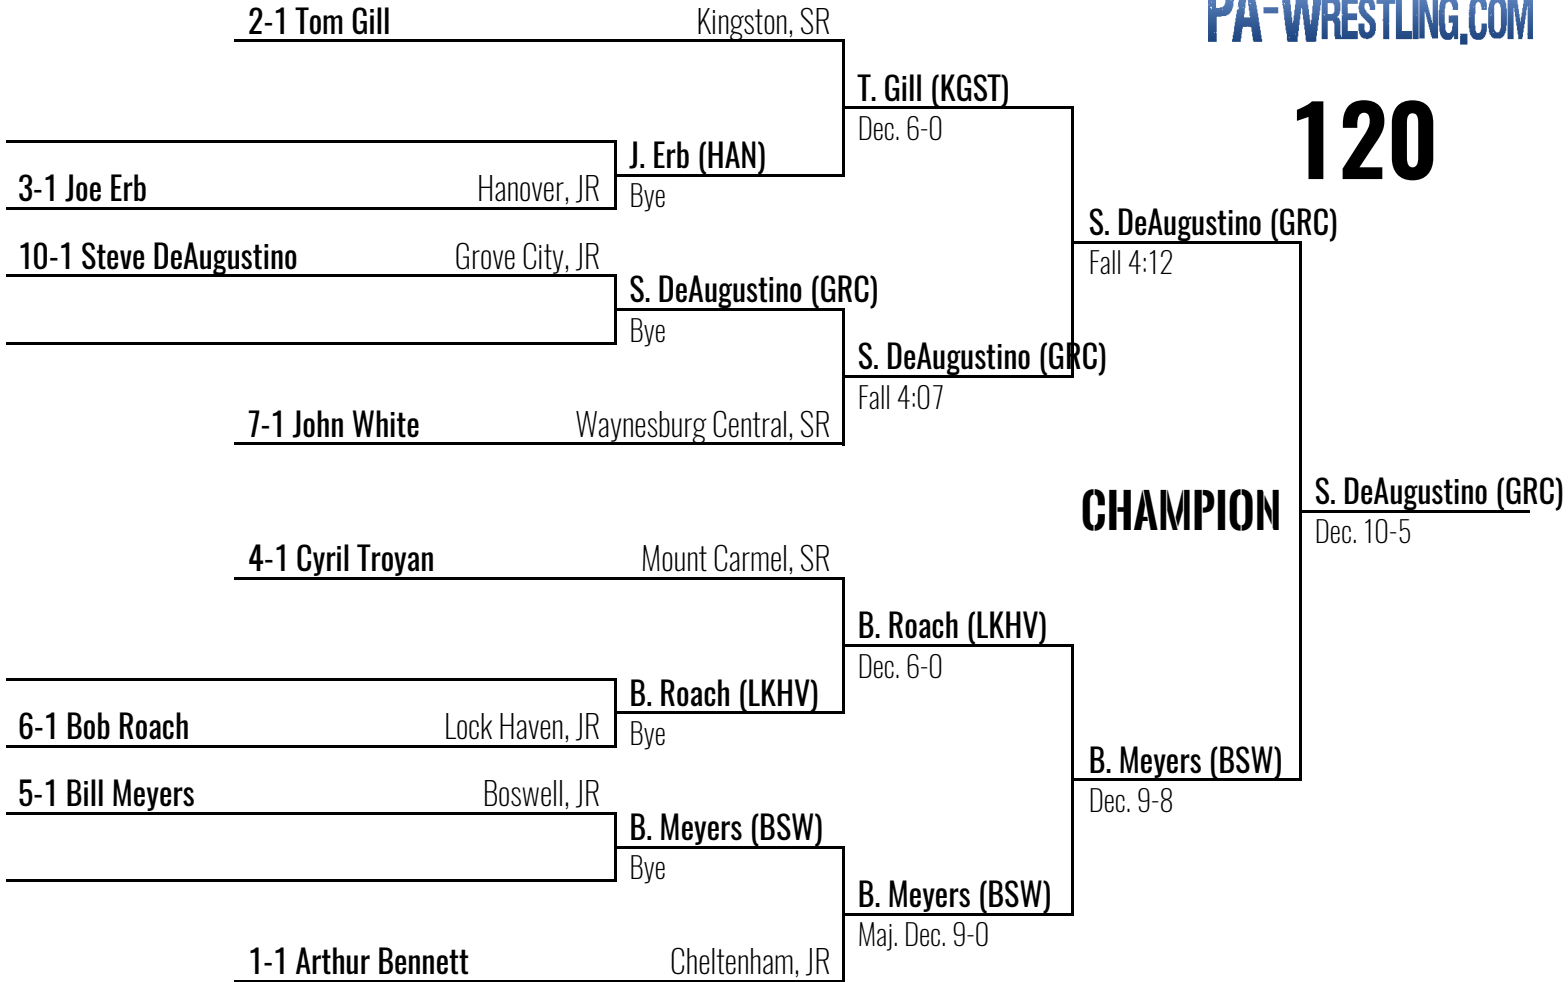 PA-WRESTLING.COM
120
2-1 Tom Gill Kingston, SR
T. Gill (KGST)
Dec. 6-0
J. Erb (HAN)
Bye
3-1 Joe Erb Hanover, JR
S. DeAugustino (GRC)
Fall 4:12
10-1 Steve DeAugustino Grove City, JR
S. DeAugustino (GRC)
Bye
S. DeAugustino (GRC)
Fall 4:07
7-1 John White Waynesburg Central, SR
CHAMPION
S. DeAugustino (GRC)
Dec. 10-5
4-1 Cyril Troyan Mount Carmel, SR
B. Roach (LKHV)
Dec. 6-0
B. Roach (LKHV)
Bye
6-1 Bob Roach Lock Haven, JR
B. Meyers (BSW)
Dec. 9-8
5-1 Bill Meyers Boswell, JR
B. Meyers (BSW)
Bye
B. Meyers (BSW)
Maj. Dec. 9-0
1-1 Arthur Bennett Cheltenham, JR